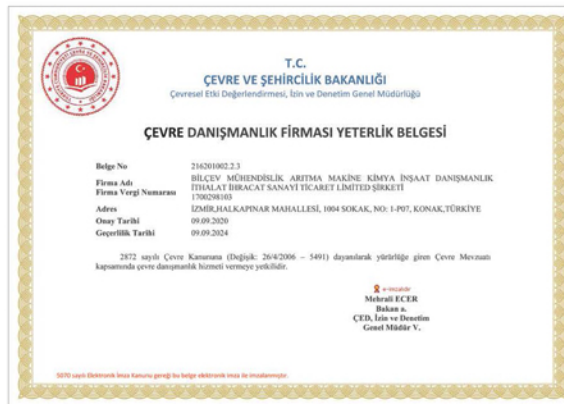 T.C.
ÇEVRE VE ŞEHİRCİLİK BAKANLIĞI
Çevresel Etki Değerlendirmesi, İzin ve Denetim Genel Müdürlüğü
ÇEVRE DANIŞMANLIK FİRMASI YETERLİK BELGESİ
Belge No 216201002.2.3
Firma Adı BİLÇEV MÜHENDİSLİK ARITMA MAKİNE KİMYA İNŞAAT DANIŞMANLIK
İTHALAT İHRACAT SANAYİ TİCARET LİMİTED ŞİRKETİ
Firma Vergi Numarası 1700298103
Adres İZMİR,HALKAPINAR MAHALLESİ, 1004 SOKAK, NO: 1-P07, KONAK,TÜRKİYE
Onay Tarihi 09.09.2020
Geçerlilik Tarihi 09.09.2024
2872 sayılı Çevre Kanununa (Değişik: 26/4/2006 – 5491) dayanılarak yürürlüğe giren Çevre Mevzuatı
kapsamında çevre danışmanlık hizmeti vermeye yetkilidir.
e-imzalıdır
Mehrali ECER
Bakan a.
ÇED, İzin ve Denetim
Genel Müdür V.
5070 sayılı Elektronik İmza Kanunu gereği bu belge elektronik imza ile imzalanmıştır.